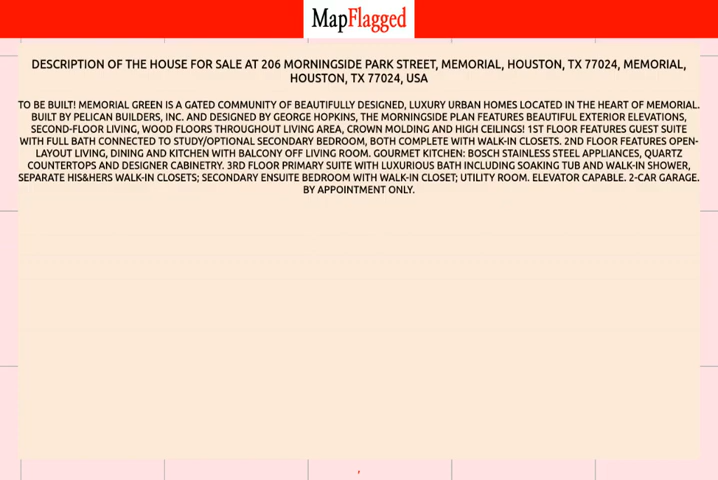 MapFlagged
DESCRIPTION OF THE HOUSE FOR SALE AT 206 MORNINGSIDE PARK STREET, MEMORIAL, HOUSTON, TX 77024, MEMORIAL,
HOUSTON, TX 77024, USA
TO BE BUILT! MEMORIAL GREEN IS A GATED COMMUNITY OF BEAUTIFULLY DESIGNED, LUXURY URBAN HOMES LOCATED IN THE HEART OF MEMORIAL.
BUILT BY PELICAN BUILDERS, INC. AND DESIGNED BY GEORGE HOPKINS, THE MORNINGSIDE PLAN FEATURES BEAUTIFUL EXTERIOR ELEVATIONS,
SECOND-FLOOR LIVING, WOOD FLOORS THROUGHOUT LIVING AREA, CROWN MOLDING AND HIGH CEILINGS! 1ST FLOOR FEATURES GUEST SUITE
WITH FULL BATH CONNECTED TO STUDY/OPTIONAL SECONDARY BEDROOM, BOTH COMPLETE WITH WALK-IN CLOSETS. 2ND FLOOR FEATURES OPEN-
LAYOUT LIVING, DINING AND KITCHEN WITH BALCONY OFF LIVING ROOM. GOURMET KITCHEN: BOSCH STAINLESS STEEL APPLIANCES, QUARTZ
COUNTERTOPS AND DESIGNER CABINETRY. 3RD FLOOR PRIMARY SUITE WITH LUXURIOUS BATH INCLUDING SOAKING TUB AND WALK-IN SHOWER,
SEPARATE HIS&HERS WALK-IN CLOSETS; SECONDARY ENSUITE BEDROOM WITH WALK-IN CLOSET; UTILITY ROOM. ELEVATOR CAPABLE. 2-CAR GARAGE.
BY APPOINTMENT ONLY.